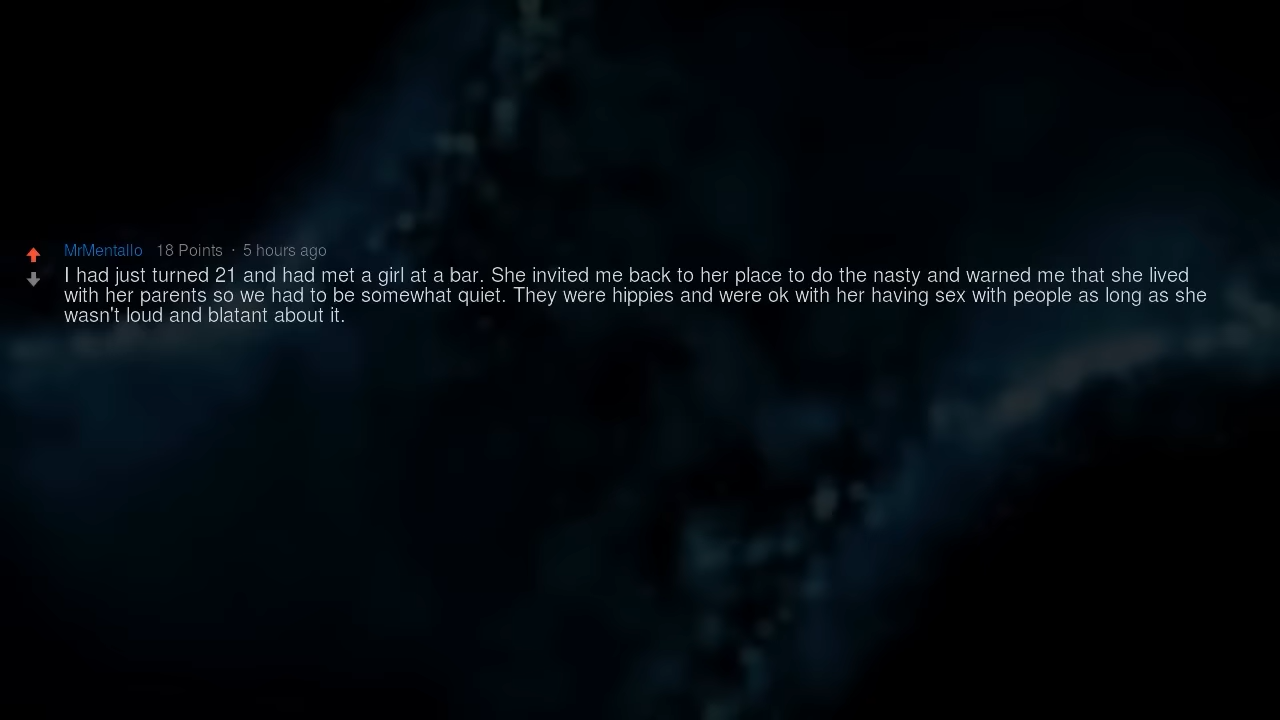 MrMentallo 18 Points · 5 hours ago
I had just turned 21 and had met a girl at a bar. She invited me back to her place to do the nasty and warned me that she lived
with her parents so we had to be somewhat quiet. They were hippies and were ok with her having sex with people as long as she
wasn't loud and blatant about it.